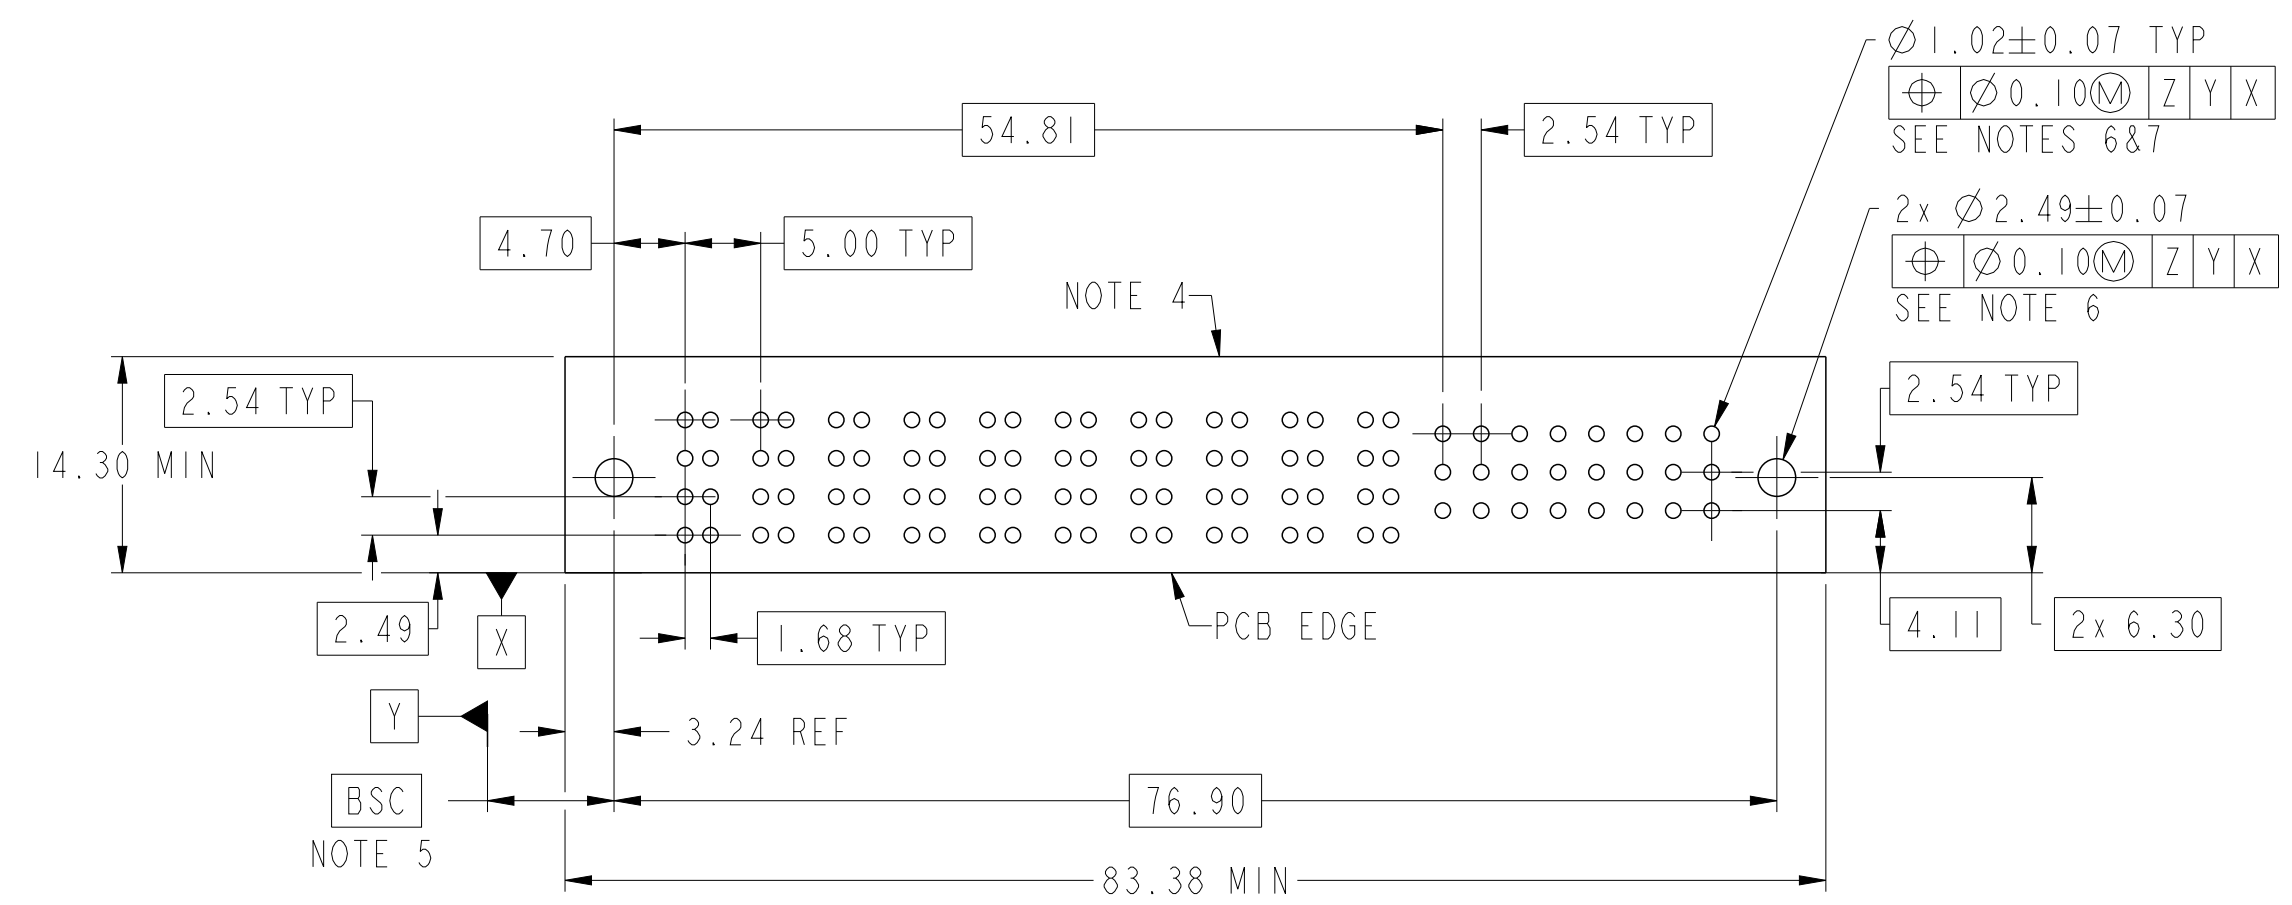 Ø1.02±0.07 TYP
⌖ Ø0.10Ⓜ Z Y X
SEE NOTES 6&7
54.81
2.54 TYP
2x Ø2.49±0.07
⌖ Ø0.10Ⓜ Z Y X
SEE NOTE 6
4.70
5.00 TYP
NOTE 4
2.54 TYP
2.54 TYP
14.30 MIN
2.49
X
1.68 TYP
PCB EDGE
4.11
2x 6.30
Y
3.24 REF
BSC
NOTE 5
76.90
83.38 MIN